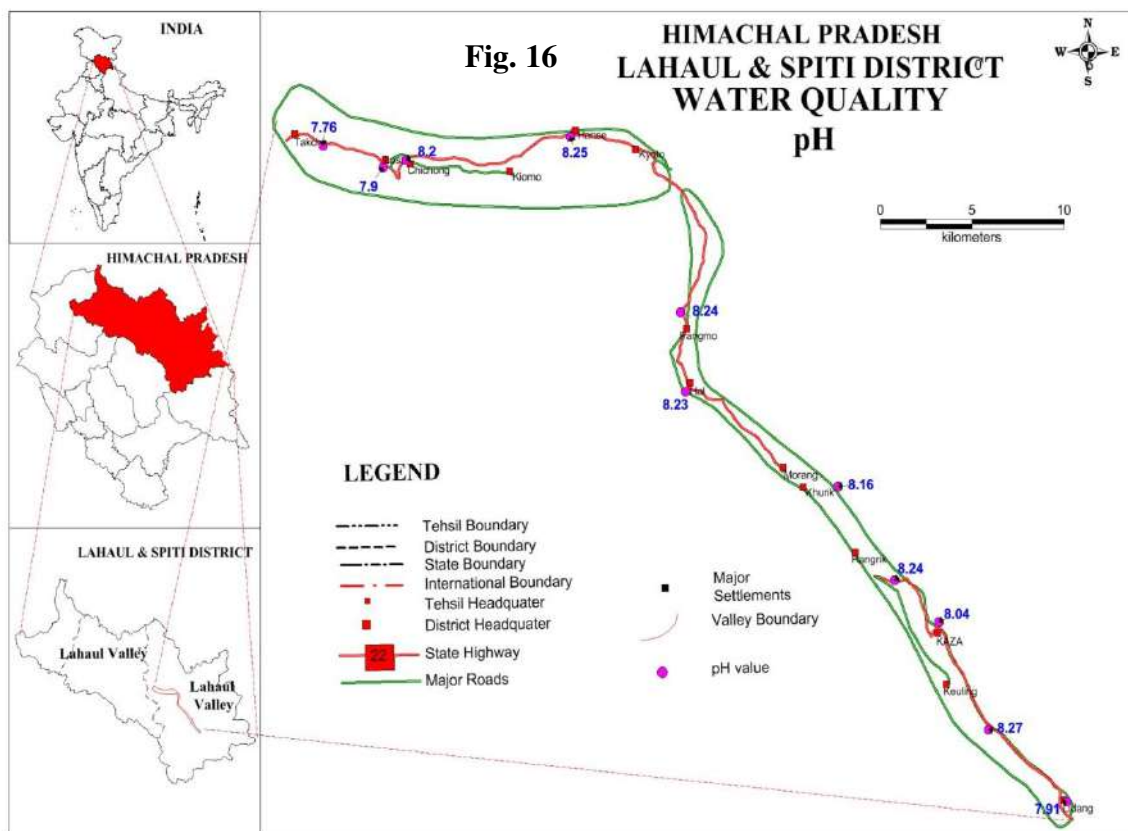 INDIA
HIMACHAL PRADESH
LAHAUL & SPITI DISTRICT
Lahaul Valley
Lahaul
Valley
Fig. 16
HIMACHAL PRADESH
LAHAUL & SPITI DISTRICT
WATER QUALITY
pH
N
W E
S
0 5 10
kilometers
7.76
7.9
8.2
Chichong
Kiomo
8.25
Hanse
Kyoto
8.24
Pangmo
Hal
8.23
Morang
Khurik
8.16
Rangrik
8.24
8.04
KAZA
Keuling
8.27
7.91
LEGEND
Tehsil Boundary
District Boundary
State Boundary
International Boundary
Tehsil Headquater
District Headquater
22 State Highway
Major Roads
Major
Settlements
Valley Boundary
pH value